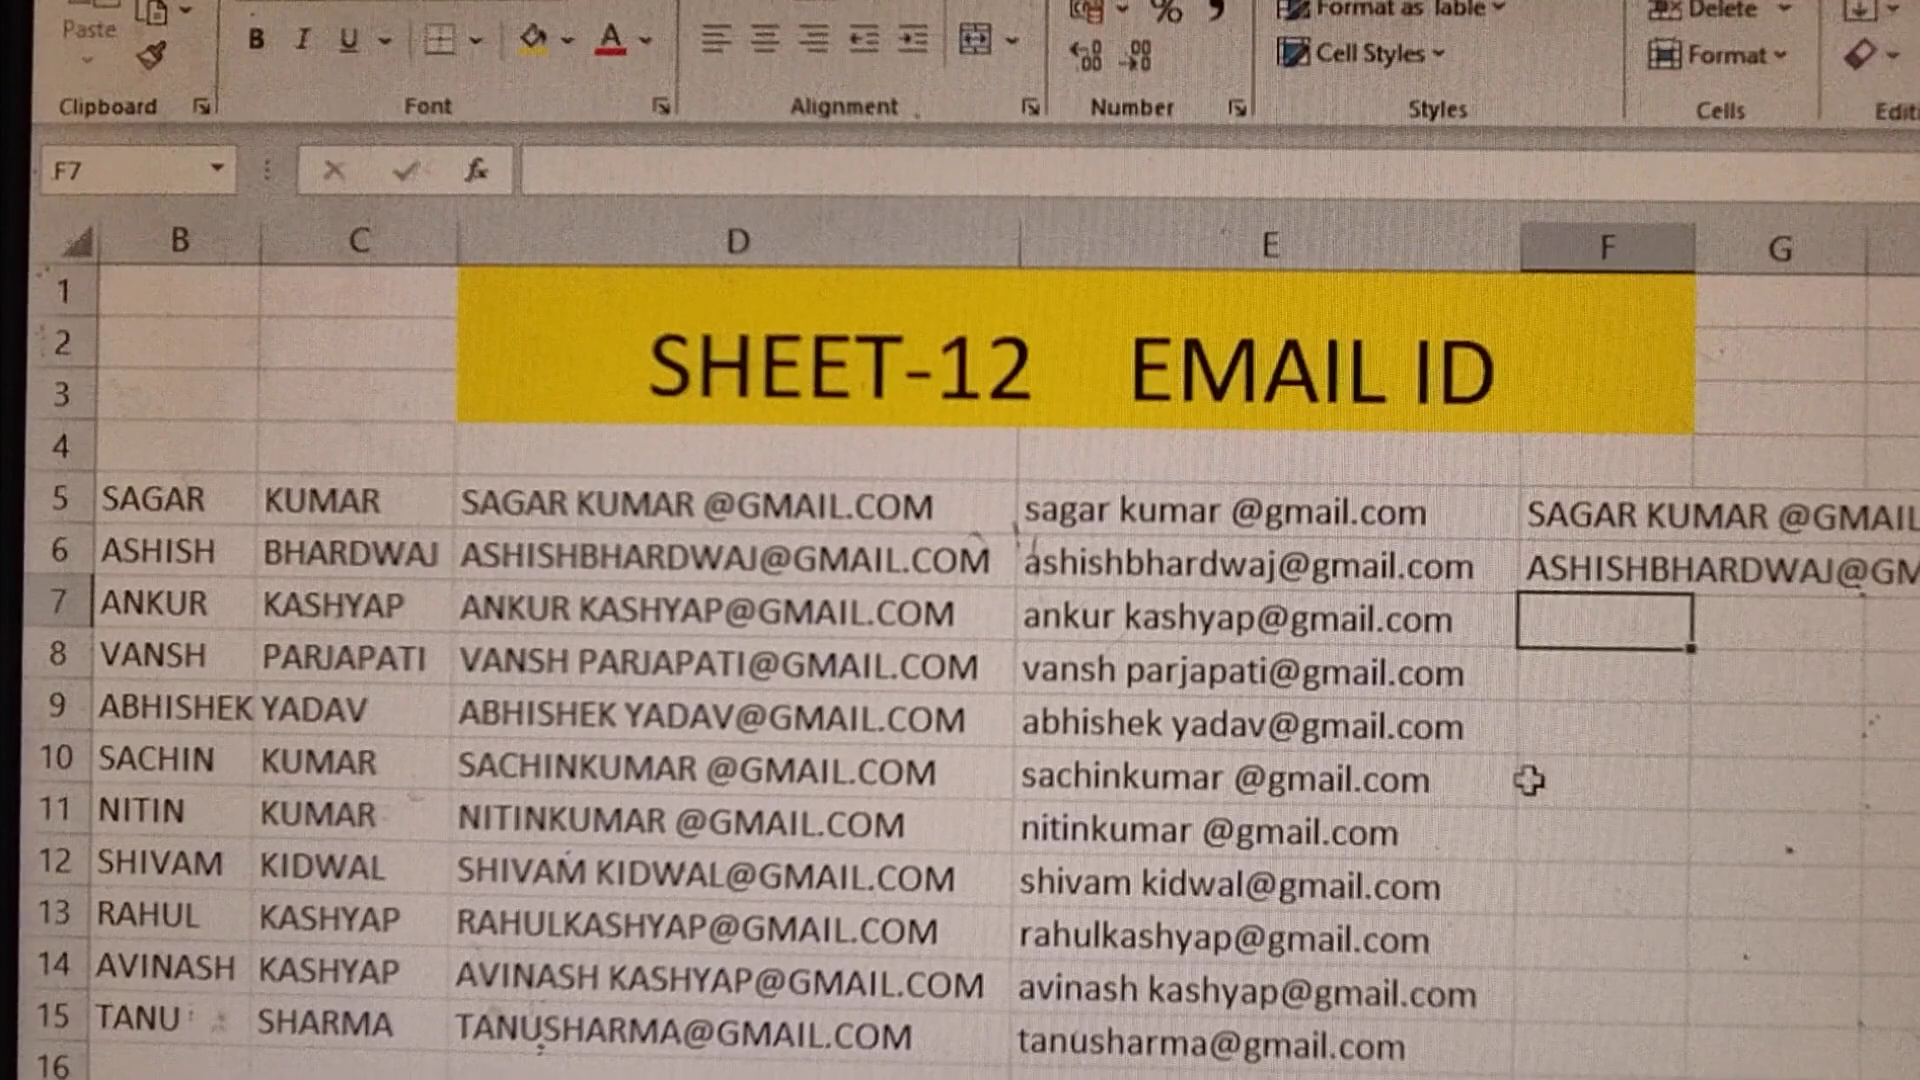 Paste
Format as Table
Delete
B I U A
% ,
Cell Styles
Format
Clipboard Font Alignment Number Styles Cells
F7 fx
B C D E F G
1
2 SHEET-12 EMAIL ID
3
4
5 SAGAR KUMAR SAGAR KUMAR @GMAIL.COM sagar kumar @gmail.com SAGAR KUMAR @GMAIL
6 ASHISH BHARDWAJ ASHISHBHARDWAJ@GMAIL.COM ashishbhardwaj@gmail.com ASHISHBHARDWAJ@GM
7 ANKUR KASHYAP ANKUR KASHYAP@GMAIL.COM ankur kashyap@gmail.com
8 VANSH PARJAPATI VANSH PARJAPATI@GMAIL.COM vansh parjapati@gmail.com
9 ABHISHEK YADAV ABHISHEK YADAV@GMAIL.COM abhishek yadav@gmail.com
10 SACHIN KUMAR SACHINKUMAR @GMAIL.COM sachinkumar @gmail.com
11 NITIN KUMAR NITINKUMAR @GMAIL.COM nitinkumar @gmail.com
12 SHIVAM KIDWAL SHIVAM KIDWAL@GMAIL.COM shivam kidwal@gmail.com
13 RAHUL KASHYAP RAHULKASHYAP@GMAIL.COM rahulkashyap@gmail.com
14 AVINASH KASHYAP AVINASH KASHYAP@GMAIL.COM avinash kashyap@gmail.com
15 TANU SHARMA TANUSHARMA@GMAIL.COM tanusharma@gmail.com
16